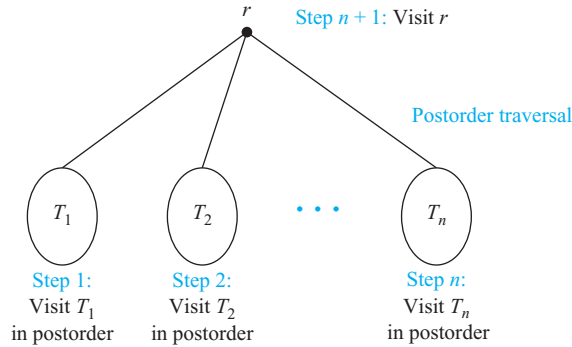 r
Step n + 1: Visit r
Postorder traversal
T₁
T₂
· · ·
Tₙ
Step 1:
Visit T₁
in postorder
Step 2:
Visit T₂
in postorder
Step n:
Visit Tₙ
in postorder